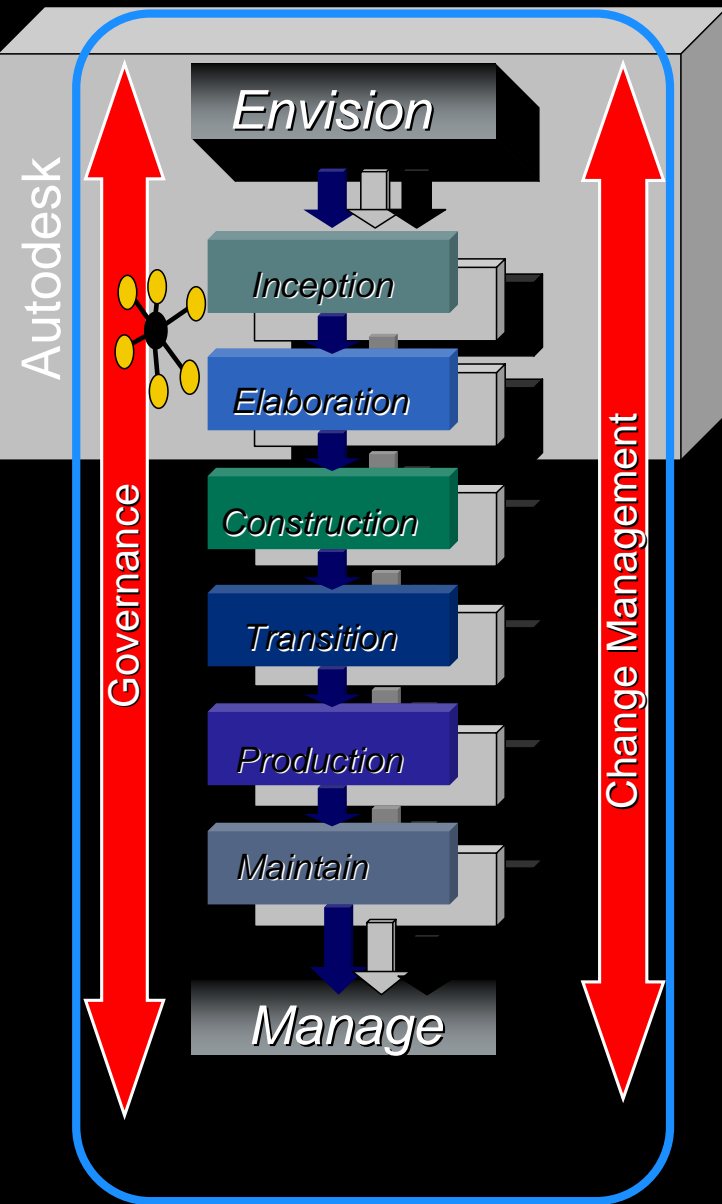 Envision
Autodesk
Inception
Elaboration
Construction
Governance
Change Management
Transition
Production
Maintain
Manage